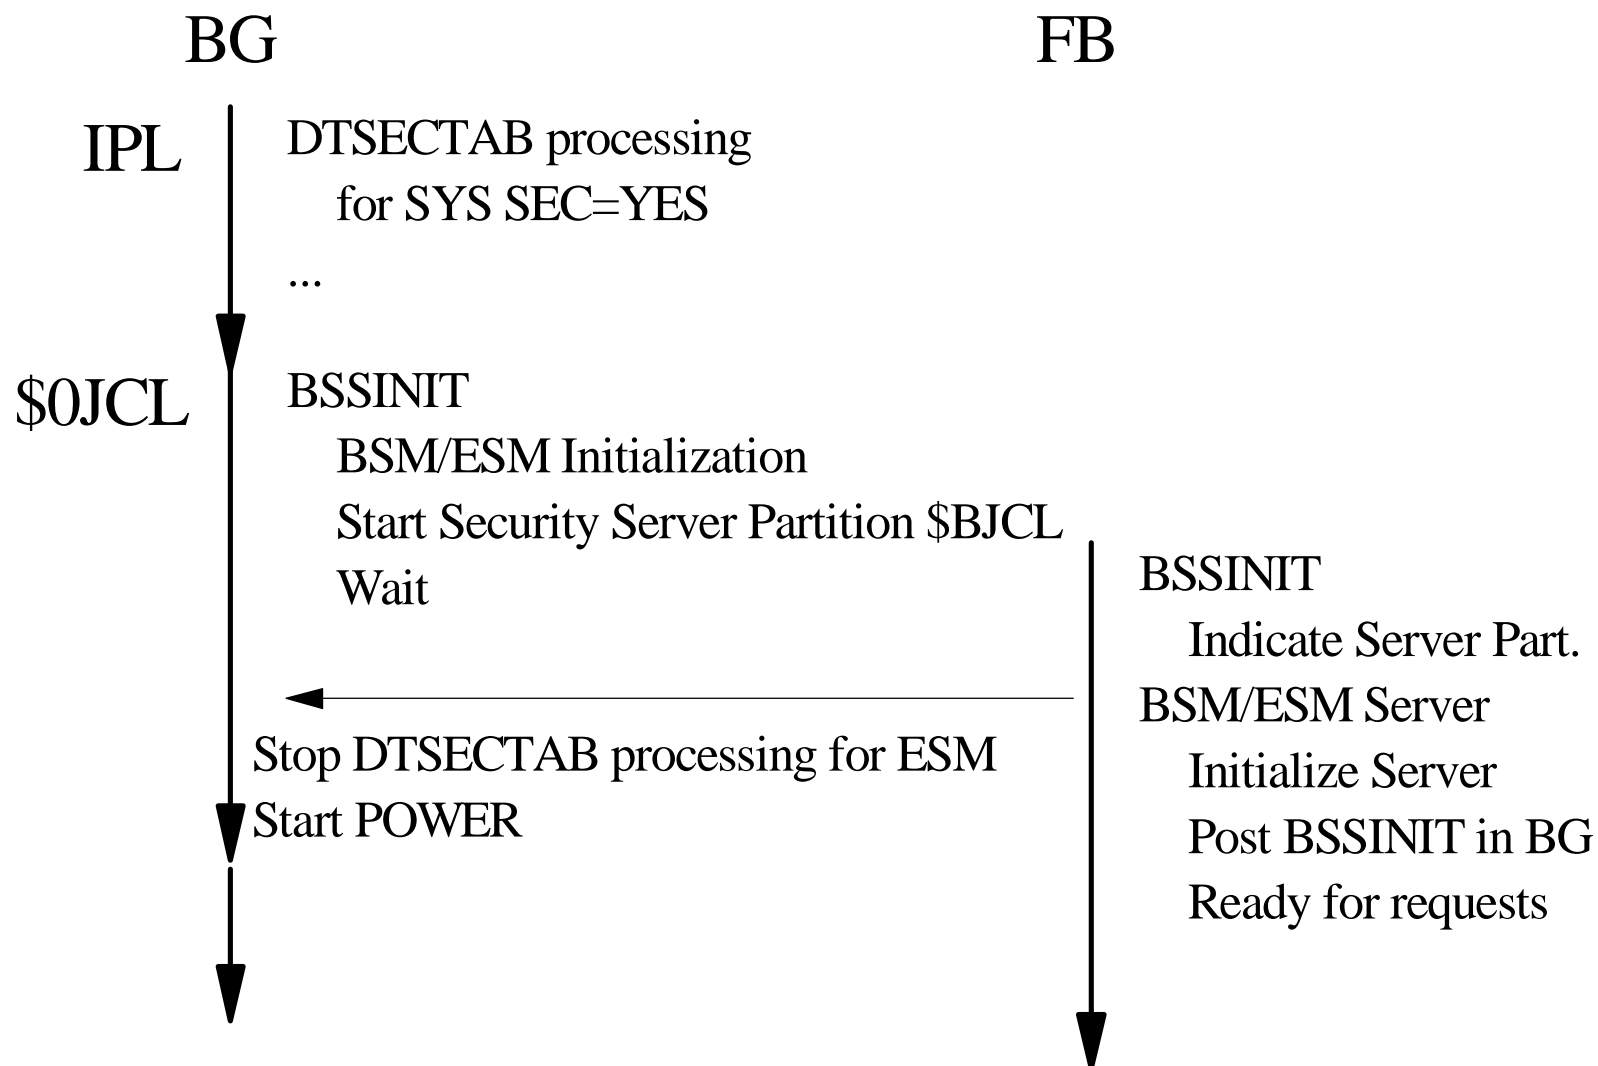 BG
FB
IPL
DTSECTAB processing
for SYS SEC=YES
...
$0JCL
BSSINIT
BSM/ESM Initialization
Start Security Server Partition $BJCL
Wait
BSSINIT
Indicate Server Part.
BSM/ESM Server
Initialize Server
Post BSSINIT in BG
Ready for requests
Stop DTSECTAB processing for ESM
Start POWER